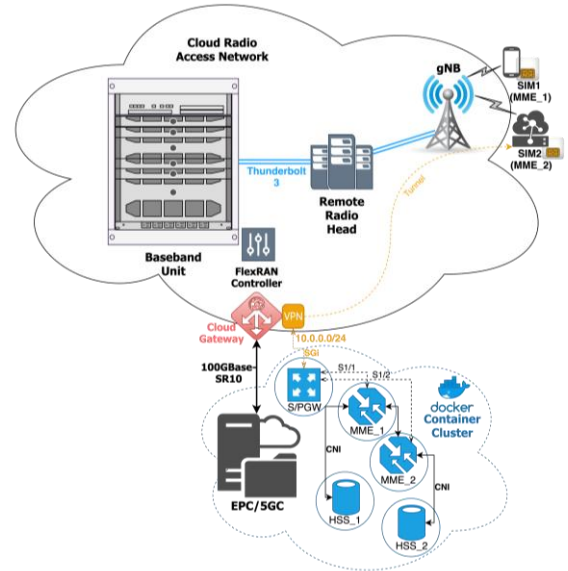 Cloud Radio
Access Network
gNB
SIM1
(MME_1)
SIM2
(MME_2)
Thunderbolt
3
Remote
Radio
Head
Tunnel
Baseband
Unit
FlexRAN
Controller
Cloud
Gateway
VPN
10.0.0.0/24
SGi
100GBase
SR10
S1/1
S1/2
S/PGW
MME_1
docker
Container
Cluster
CNI
MME_2
CNI
EPC/5GC
HSS_1
HSS_2